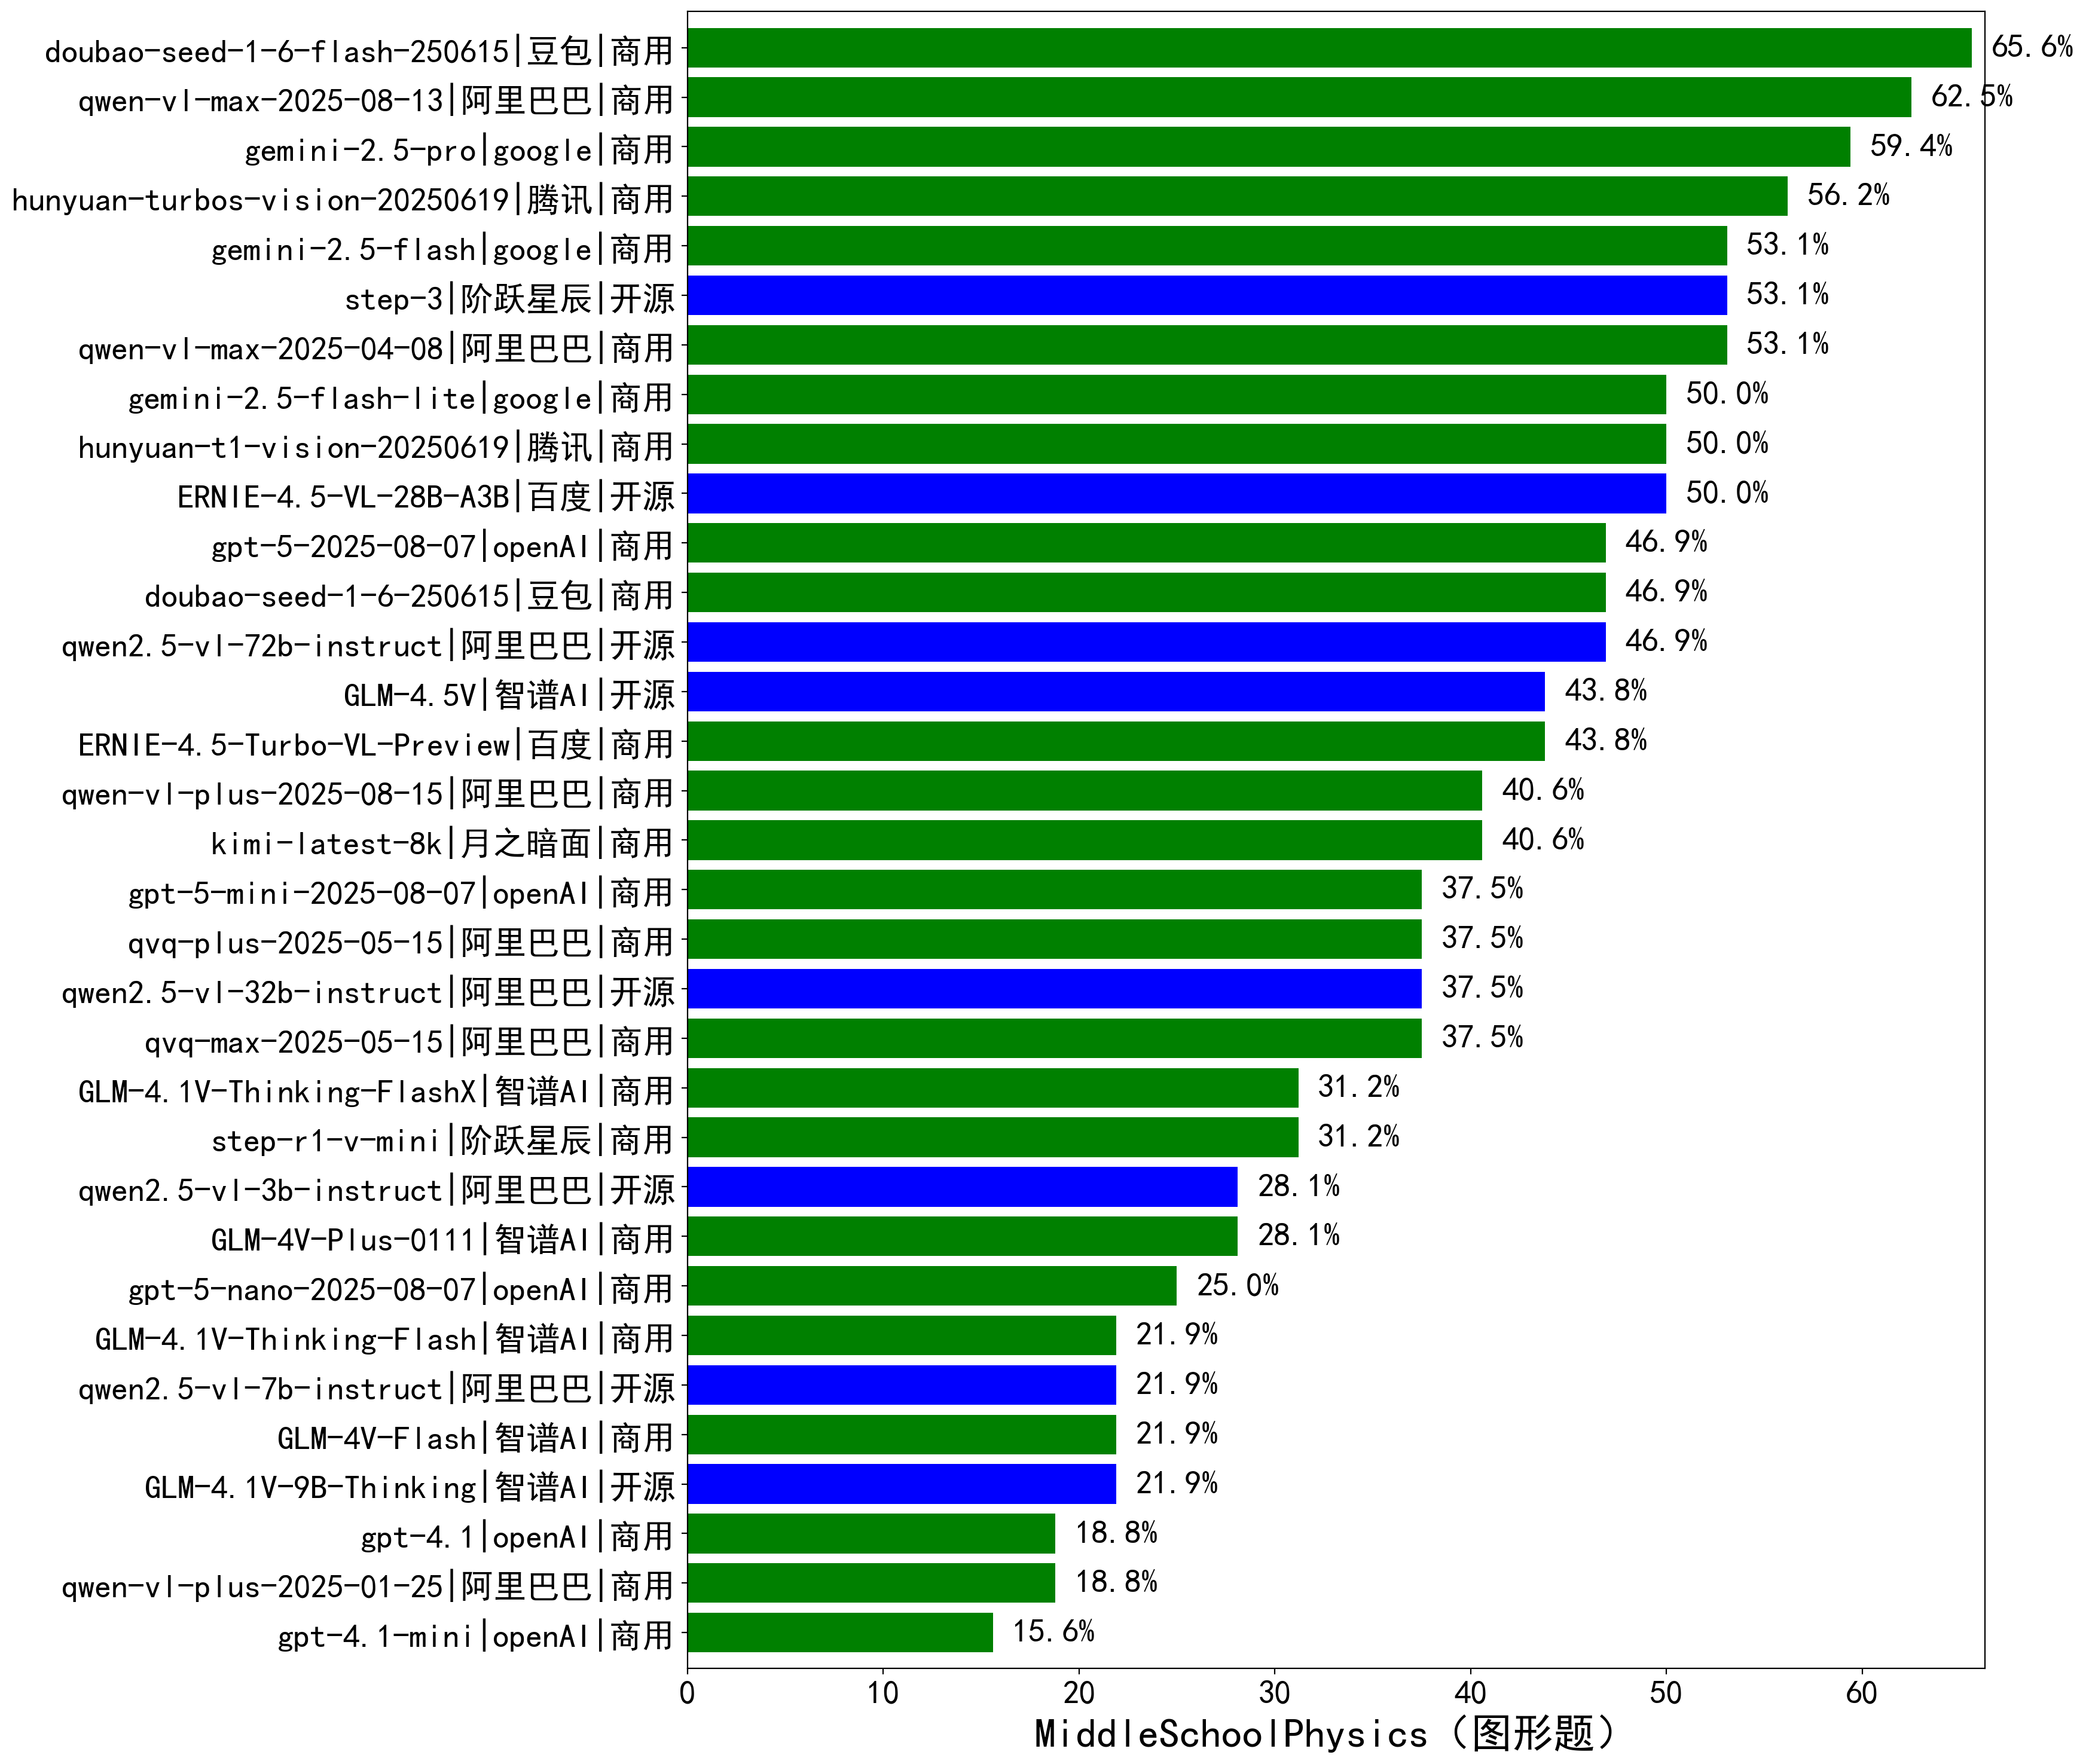 doubao-seed-1-6-flash-250615|豆包|商用 65.6%
qwen-vl-max-2025-08-13|阿里巴巴|商用 62.5%
gemini-2.5-pro|google|商用 59.4%
hunyuan-turbos-vision-20250619|腾讯|商用 56.2%
gemini-2.5-flash|google|商用 53.1%
step-3|阶跃星辰|开源 53.1%
qwen-vl-max-2025-04-08|阿里巴巴|商用 53.1%
gemini-2.5-flash-lite|google|商用 50.0%
hunyuan-t1-vision-20250619|腾讯|商用 50.0%
ERNIE-4.5-VL-28B-A3B|百度|开源 50.0%
gpt-5-2025-08-07|openAI|商用 46.9%
doubao-seed-1-6-250615|豆包|商用 46.9%
qwen2.5-vl-72b-instruct|阿里巴巴|开源 46.9%
GLM-4.5V|智谱AI|开源 43.8%
ERNIE-4.5-Turbo-VL-Preview|百度|商用 43.8%
qwen-vl-plus-2025-08-15|阿里巴巴|商用 40.6%
kimi-latest-8k|月之暗面|商用 40.6%
gpt-5-mini-2025-08-07|openAI|商用 37.5%
qvq-plus-2025-05-15|阿里巴巴|商用 37.5%
qwen2.5-vl-32b-instruct|阿里巴巴|开源 37.5%
qvq-max-2025-05-15|阿里巴巴|商用 37.5%
GLM-4.1V-Thinking-FlashX|智谱AI|商用 31.2%
step-r1-v-mini|阶跃星辰|商用 31.2%
qwen2.5-vl-3b-instruct|阿里巴巴|开源 28.1%
GLM-4V-Plus-0111|智谱AI|商用 28.1%
gpt-5-nano-2025-08-07|openAI|商用 25.0%
GLM-4.1V-Thinking-Flash|智谱AI|商用 21.9%
qwen2.5-vl-7b-instruct|阿里巴巴|开源 21.9%
GLM-4V-Flash|智谱AI|商用 21.9%
GLM-4.1V-9B-Thinking|智谱AI|开源 21.9%
gpt-4.1|openAI|商用 18.8%
qwen-vl-plus-2025-01-25|阿里巴巴|商用 18.8%
gpt-4.1-mini|openAI|商用 15.6%
0 10 20 30 40 50 60
MiddleSchoolPhysics（图形题）